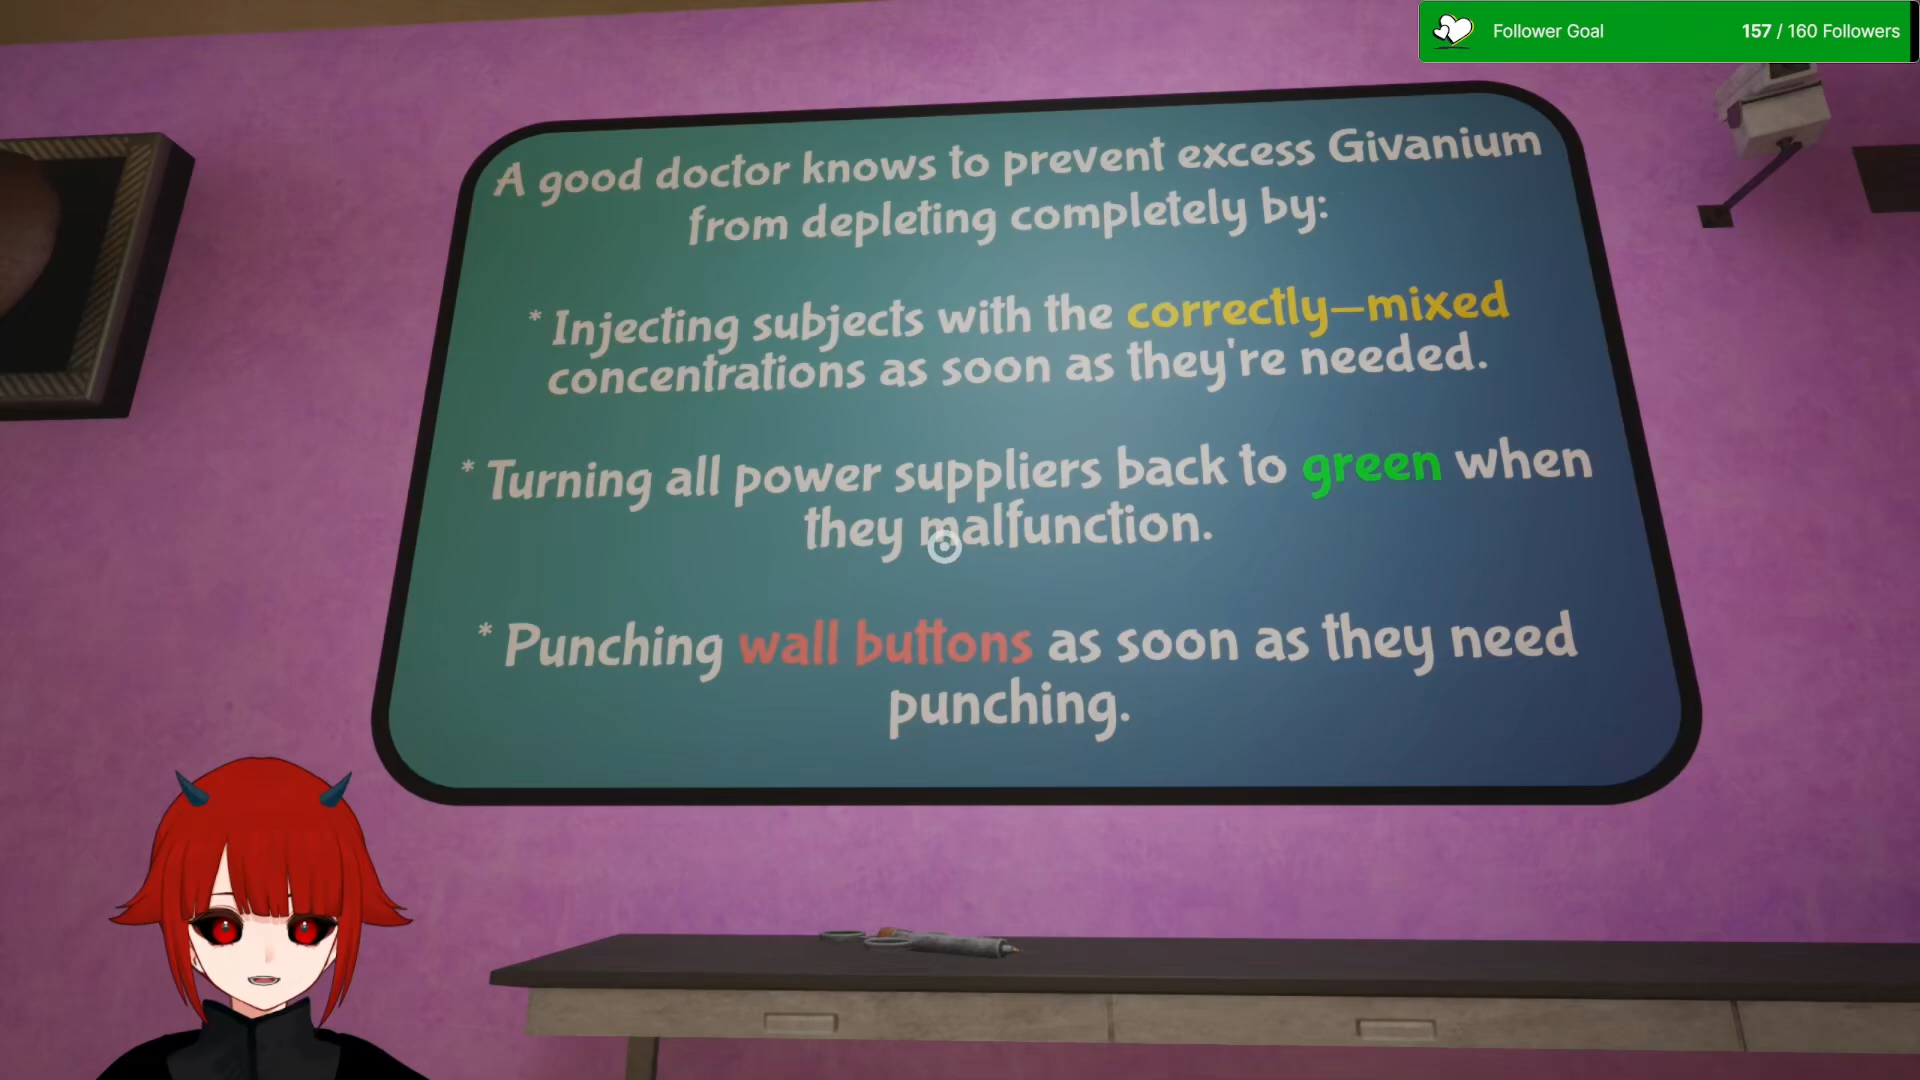 Follower Goal 157 / 160 Followers
A good doctor knows to prevent excess Givanium
from depleting completely by:
* Injecting subjects with the correctly-mixed
concentrations as soon as they're needed.
* Turning all power suppliers back to green when
they malfunction.
* Punching wall buttons as soon as they need
punching.